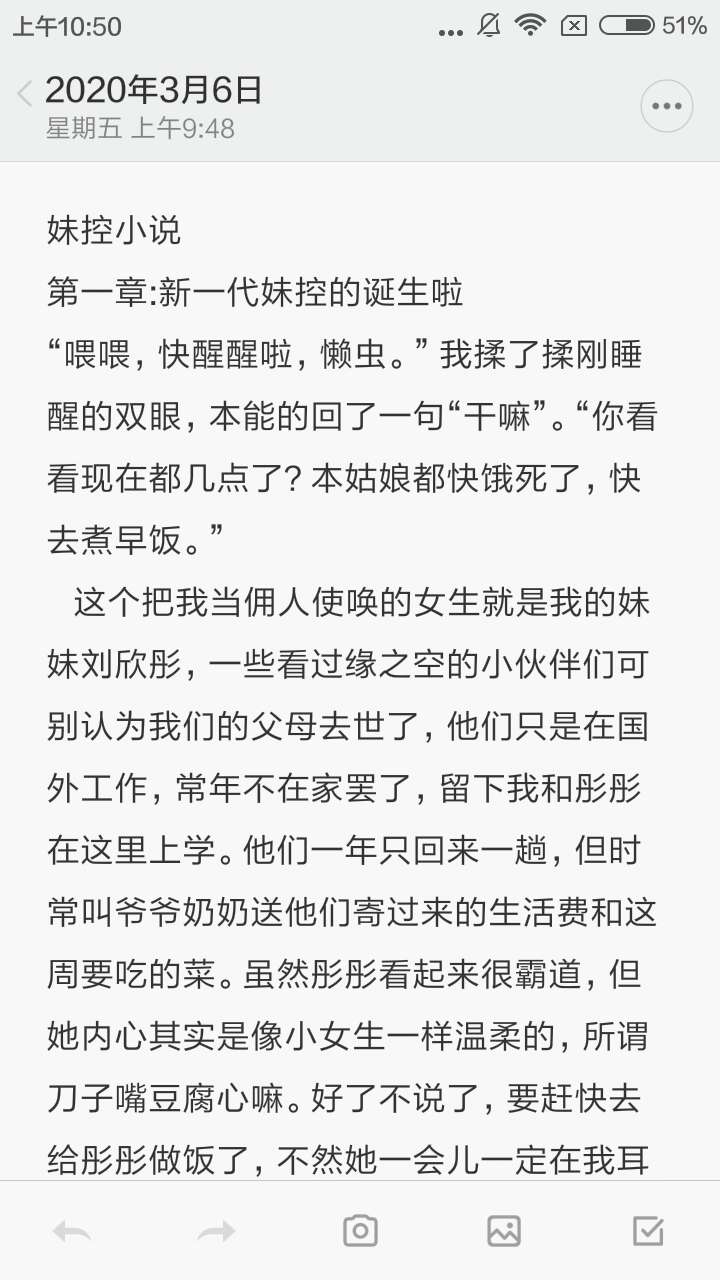 上午10:50
51%
2020年3月6日
星期五 上午9:48
妹控小说
第一章:新一代妹控的诞生啦
“喂喂，快醒醒啦，懒虫。” 我揉了揉刚睡
醒的双眼，本能的回了一句“干嘛”。“你看
看现在都几点了? 本姑娘都快饿死了，快
去煮早饭。”
这个把我当佣人使唤的女生就是我的妹
妹刘欣彤，一些看过缘之空的小伙伴们可
别认为我们的父母去世了，他们只是在国
外工作，常年不在家罢了，留下我和彤彤
在这里上学。他们一年只回来一趟，但时
常叫爷爷奶奶送他们寄过来的生活费和这
周要吃的菜。虽然彤彤看起来很霸道，但
她内心其实是像小女生一样温柔的，所谓
刀子嘴豆腐心嘛。好了不说了，要赶快去
给彤彤做饭了，不然她一会儿一定在我耳